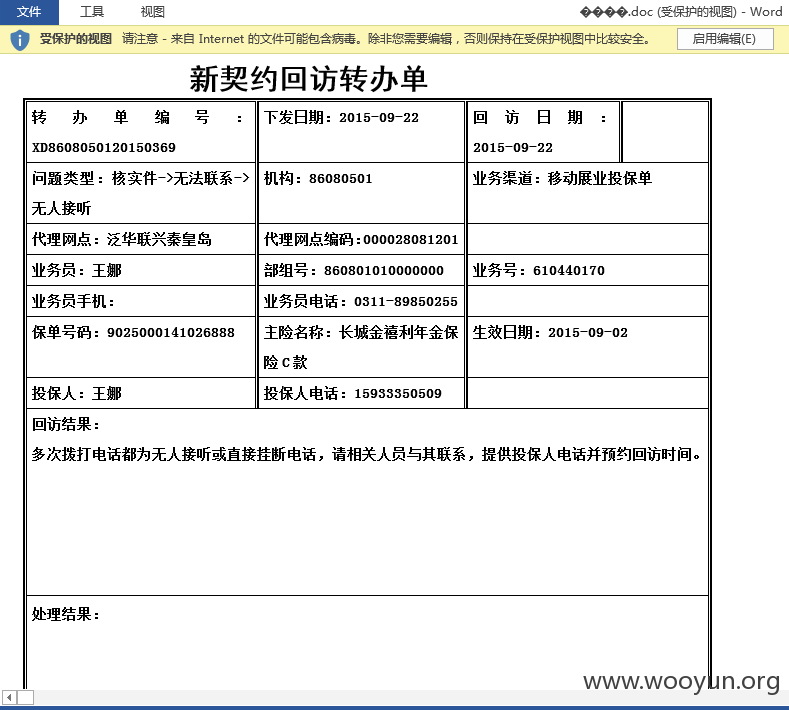 文件 工具 视图 ����.doc (受保护的视图) - Word
受保护的视图 请注意 - 来自 Internet 的文件可能包含病毒。除非您需要编辑，否则保持在受保护视图中比较安全。 启用编辑(E)
新契约回访转办单
转办单编号： 下发日期：2015-09-22 回访日期：
XD8608050120150369 2015-09-22
问题类型：核实件->无法联系-> 机构：86080501 业务渠道：移动展业投保单
无人接听
代理网点：泛华联兴秦皇岛 代理网点编码:000028081201
业务员：王娜 部组号：860801010000000 业务号：610440170
业务员手机： 业务员电话：0311-89850255
保单号码：9025000141026888 主险名称：长城金禧利年金保 生效日期：2015-09-02
险C款
投保人：王娜 投保人电话：15933350509
回访结果：
多次拨打电话都为无人接听或直接挂断电话，请相关人员与其联系，提供投保人电话并预约回访时间。
处理结果：
www.wooyun.org